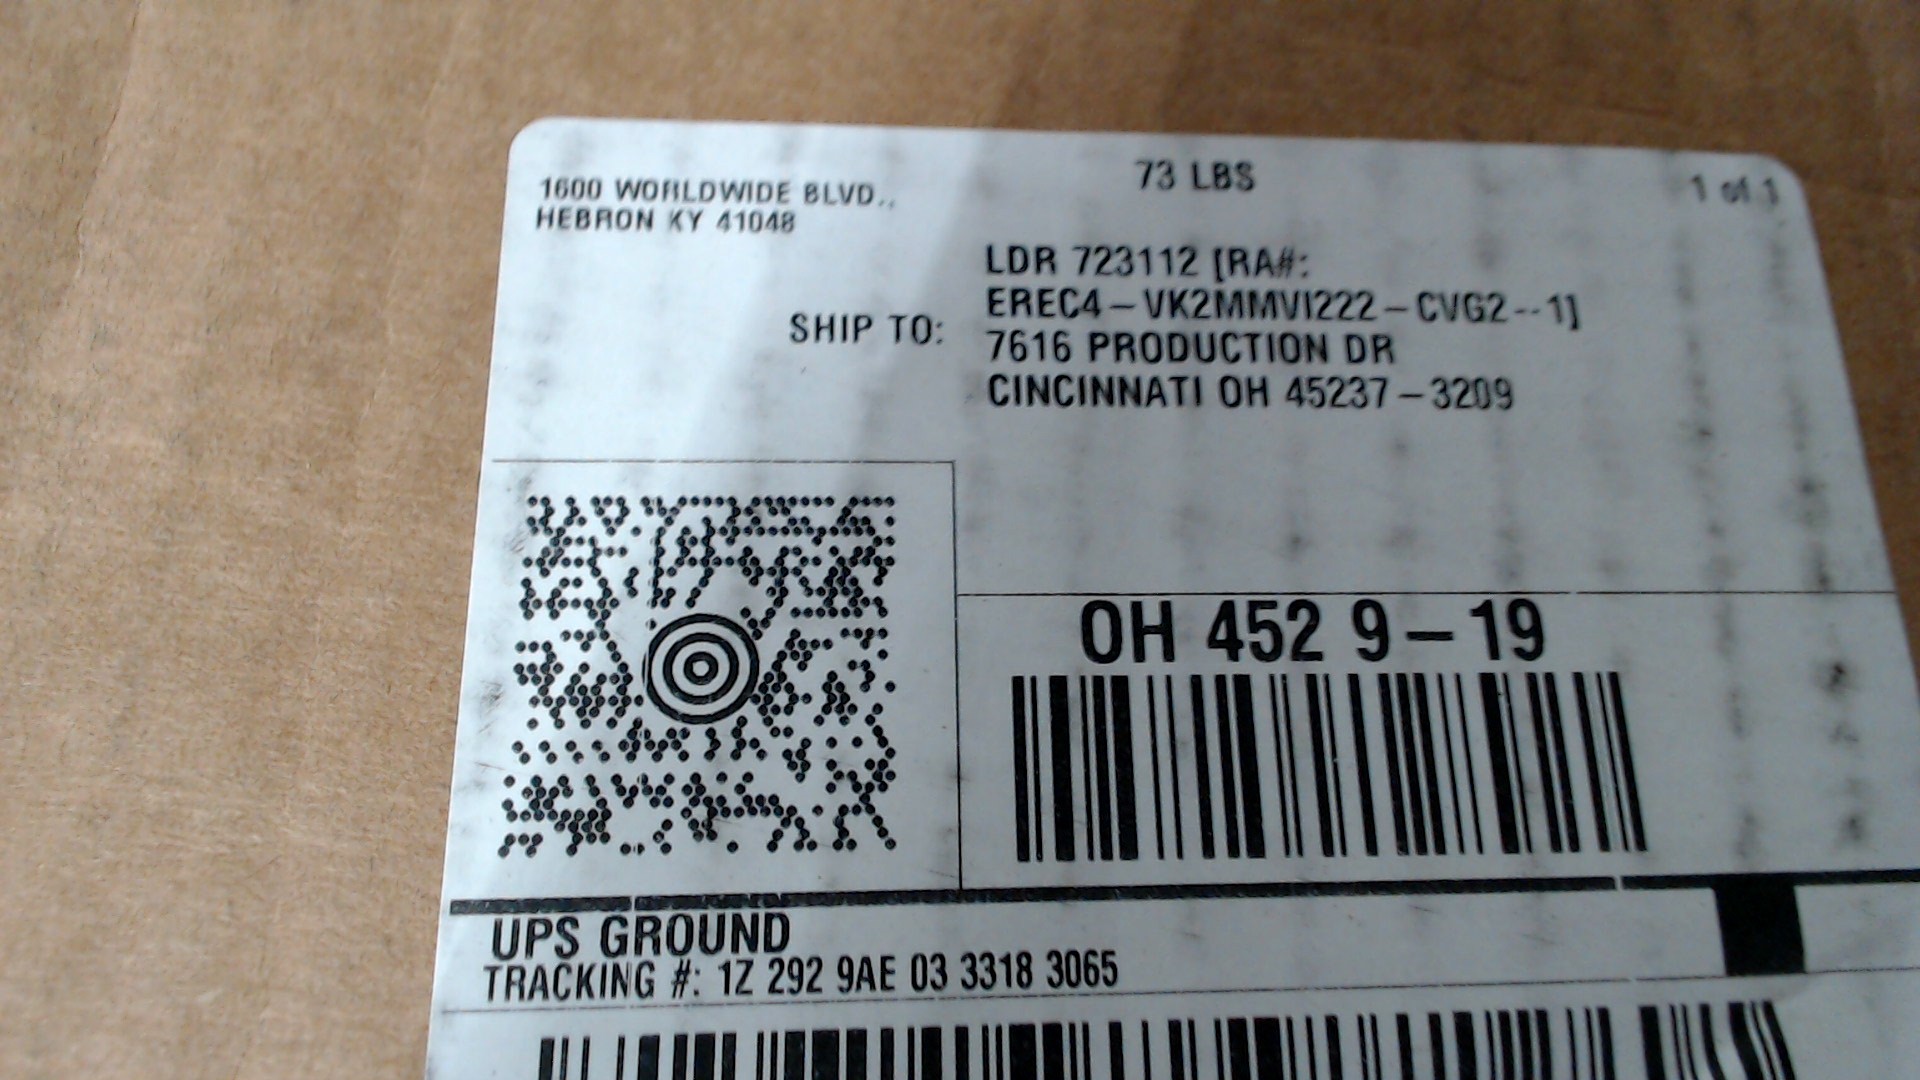 1600 WORLDWIDE BLVD.,
HEBRON KY 41048
73 LBS
1 of 1
SHIP TO:
LDR 723112 [RA#:
EREC4-VK2MMVI222-CVG2--1]
7616 PRODUCTION DR
CINCINNATI OH 45237-3209
OH 452 9-19
UPS GROUND
TRACKING #: 1Z 292 9AE 03 3318 3065